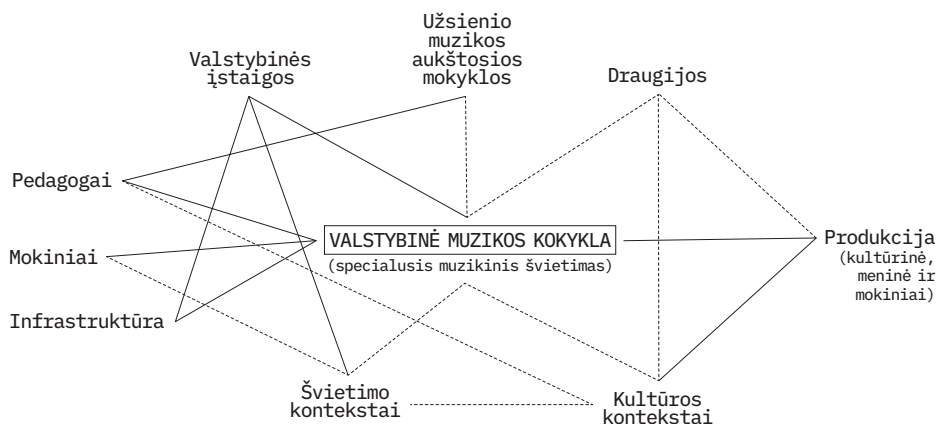 Užsienio
muzikos
aukštosios
mokyklos
Valstybinės
įstaigos
Draugijos
Pedagogai
VALSTYBINĖ MUZIKOS KOKYKLA
(specialusis muzikinis švietimas)
Produkcija
(kultūrinė,
meninė ir
mokiniai)
Mokiniai
Infrastruktūra
Švietimo
kontekstai
Kultūros
kontekstai